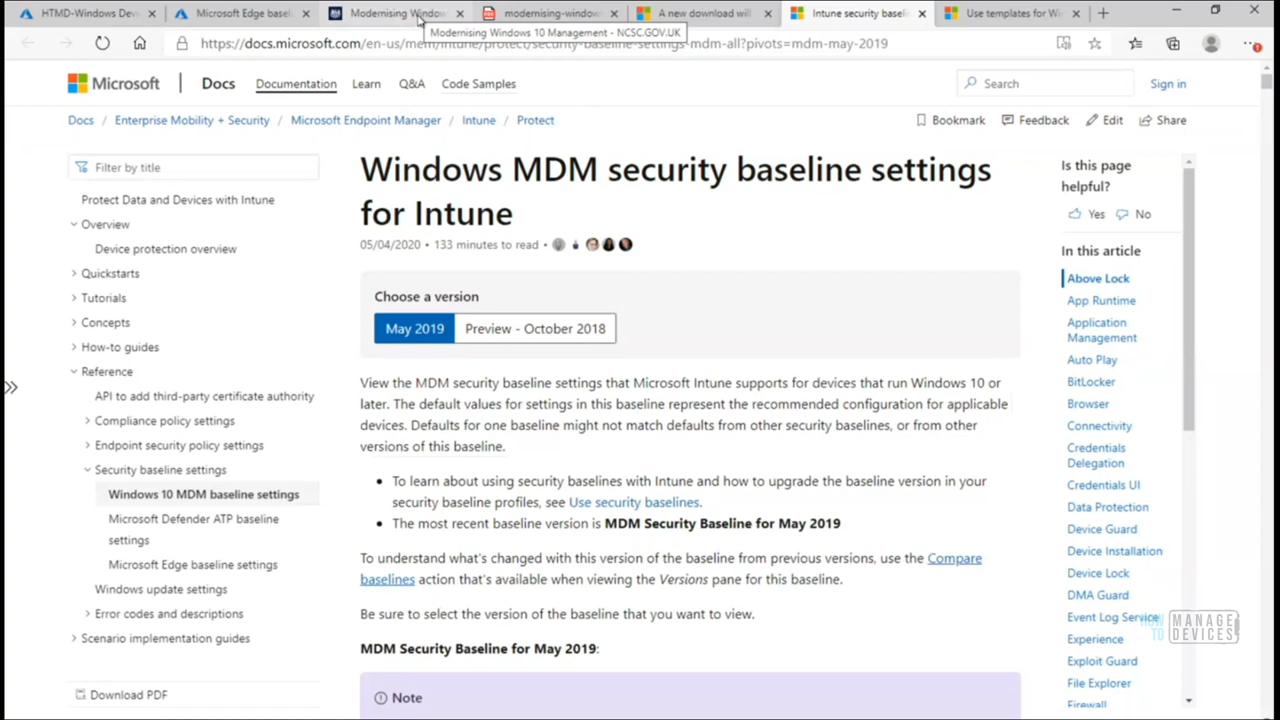 HTMD-Windows Dev
Microsoft Edge basel
Modernising Windo
modernising-window
A new download will
Intune security baseli
Use templates for Wi
Modernising Windows 10 Management - NCSC.GOV.UK
https://docs.microsoft.com/en-us/mem/intune/protect/security-baseline-settings-mdm-all?pivots=mdm-may-2019
Microsoft
Docs
Documentation
Learn
Q&A
Code Samples
Search
Sign in
Docs / Enterprise Mobility + Security / Microsoft Endpoint Manager / Intune / Protect
Bookmark
Feedback
Edit
Share
Filter by title
Protect Data and Devices with Intune
Overview
Device protection overview
Quickstarts
Tutorials
Concepts
How-to guides
Reference
API to add third-party certificate authority
Compliance policy settings
Endpoint security policy settings
Security baseline settings
Windows 10 MDM baseline settings
Microsoft Defender ATP baseline
settings
Microsoft Edge baseline settings
Windows update settings
Error codes and descriptions
Scenario implementation guides
Download PDF
Windows MDM security baseline settings
for Intune
05/04/2020 • 133 minutes to read •
Choose a version
May 2019
Preview - October 2018
View the MDM security baseline settings that Microsoft Intune supports for devices that run Windows 10 or
later. The default values for settings in this baseline represent the recommended configuration for applicable
devices. Defaults for one baseline might not match defaults from other security baselines, or from other
versions of this baseline.
• To learn about using security baselines with Intune and how to upgrade the baseline version in your
security baseline profiles, see Use security baselines.
• The most recent baseline version is MDM Security Baseline for May 2019
To understand what's changed with this version of the baseline from previous versions, use the Compare
baselines action that's available when viewing the Versions pane for this baseline.
Be sure to select the version of the baseline that you want to view.
MDM Security Baseline for May 2019:
Note
Is this page
helpful?
Yes
No
In this article
Above Lock
App Runtime
Application
Management
Auto Play
BitLocker
Browser
Connectivity
Credentials
Delegation
Credentials UI
Data Protection
Device Guard
Device Installation
Device Lock
DMA Guard
Event Log Service
Experience
Exploit Guard
File Explorer
Firewall
HOW TO
MANAGE
DEVICES